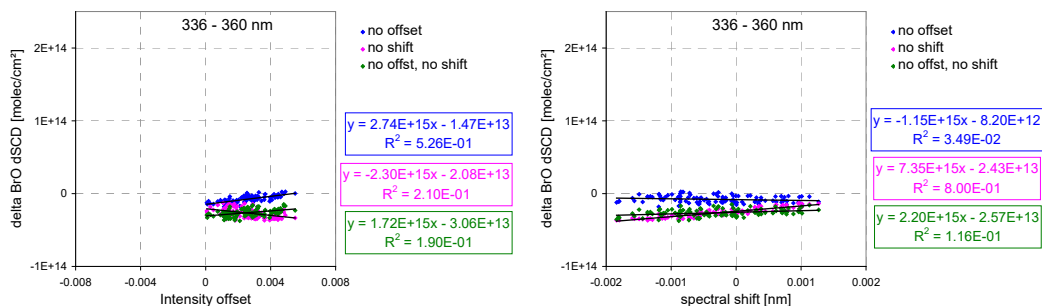 336 - 360 nm
delta BrO dSCD [molec/cm²]
2E+14
1E+14
0
-1E+14
-0.008
-0.004
0
0.004
0.008
Intensity offset
no offset
no shift
no offst, no shift
y = 2.74E+15x - 1.47E+13
R² = 5.26E-01
y = -2.30E+15x - 2.08E+13
R² = 2.10E-01
y = 1.72E+15x - 3.06E+13
R² = 1.90E-01
336 - 360 nm
delta BrO dSCD [molec/cm²]
2E+14
1E+14
0
-1E+14
-0.002
-0.001
0
0.001
0.002
spectral shift [nm]
no offset
no shift
no offst, no shift
y = -1.15E+15x - 8.20E+12
R² = 3.49E-02
y = 7.35E+15x - 2.43E+13
R² = 8.00E-01
y = 2.20E+15x - 2.57E+13
R² = 1.16E-01